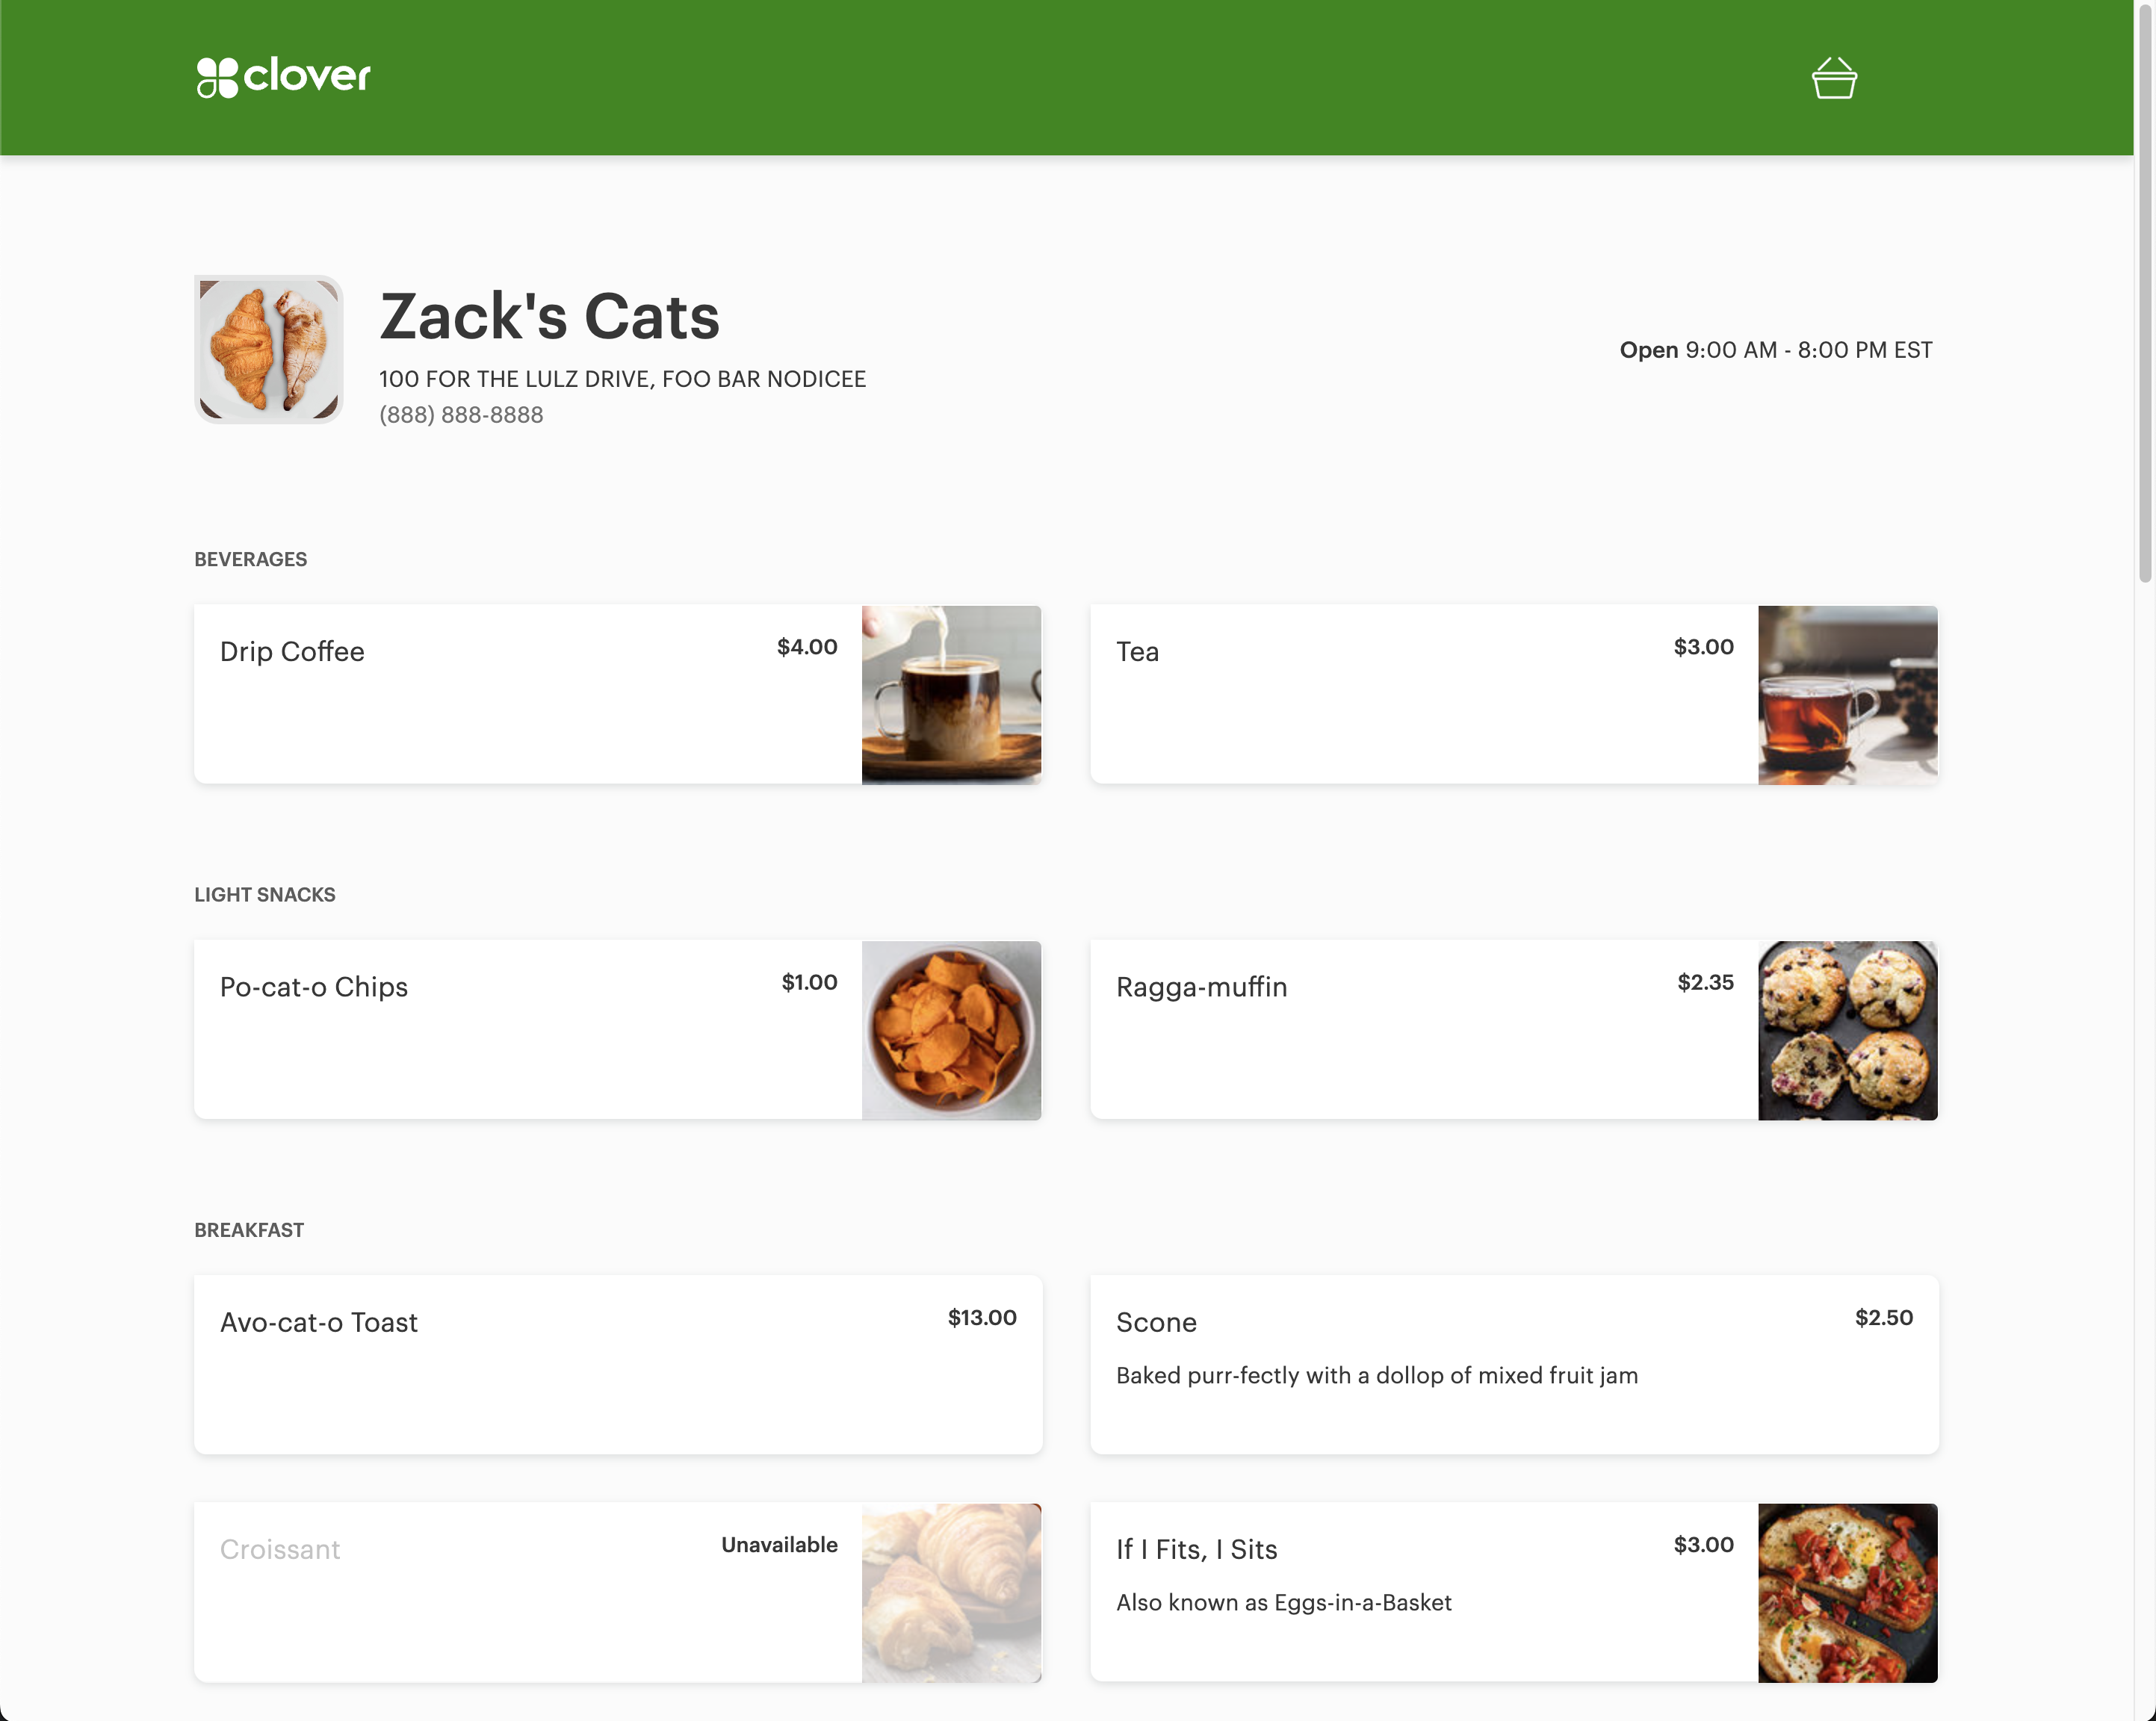 clover
Zack's Cats
100 FOR THE LULZ DRIVE, FOO BAR NODICEE
(888) 888-8888
Open 9:00 AM - 8:00 PM EST
BEVERAGES
Drip Coffee
$4.00
Tea
$3.00
LIGHT SNACKS
Po-cat-o Chips
$1.00
Ragga-muffin
$2.35
BREAKFAST
Avo-cat-o Toast
$13.00
Scone
$2.50
Baked purr-fectly with a dollop of mixed fruit jam
Croissant
Unavailable
If I Fits, I Sits
$3.00
Also known as Eggs-in-a-Basket